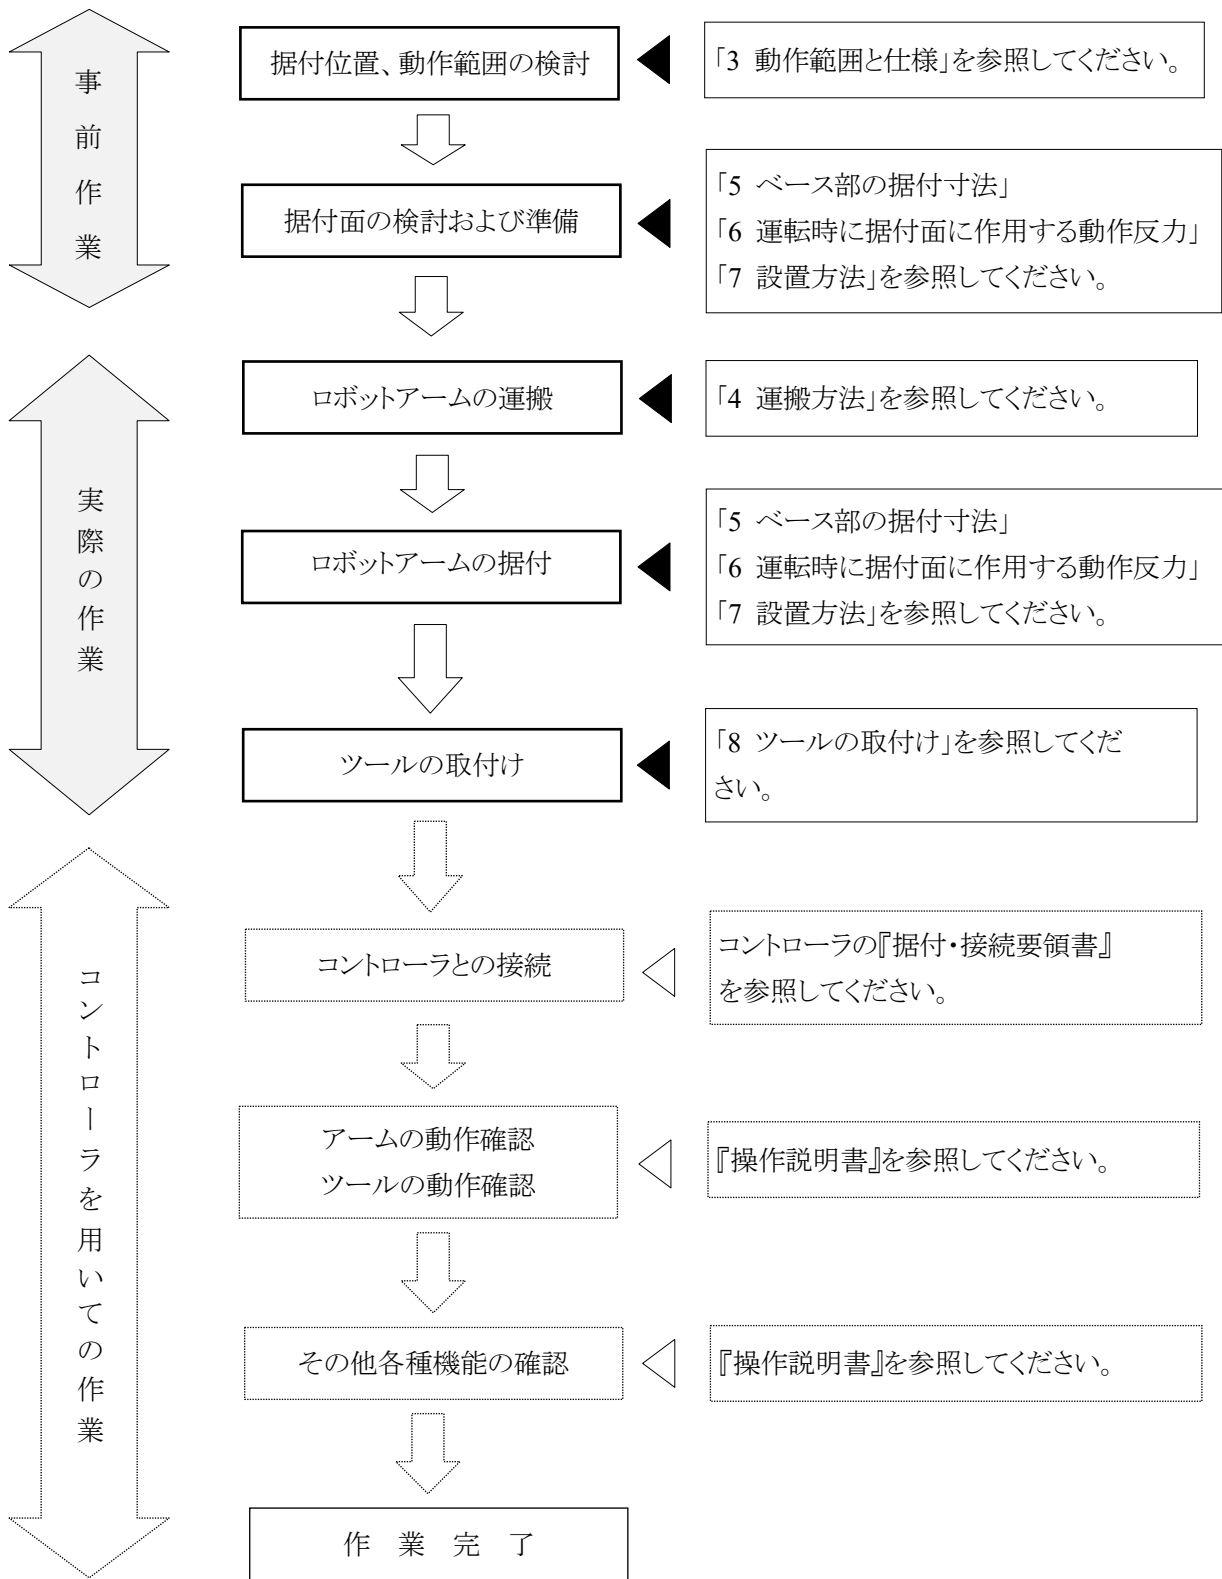 事前作業
据付位置、動作範囲の検討
「3 動作範囲と仕様」を参照してください。
据付面の検討および準備
「5 ベース部の据付寸法」
「6 運転時に据付面に作用する動作反力」
「7 設置方法」を参照してください。
実際の作業
ロボットアームの運搬
「4 運搬方法」を参照してください。
ロボットアームの据付
「5 ベース部の据付寸法」
「6 運転時に据付面に作用する動作反力」
「7 設置方法」を参照してください。
ツールの取付け
「8 ツールの取付け」を参照してくだ
さい。
コントローラを用いての作業
コントローラとの接続
コントローラの『据付・接続要領書』
を参照してください。
アームの動作確認
ツールの動作確認
『操作説明書』を参照してください。
その他各種機能の確認
『操作説明書』を参照してください。
作 業 完 了